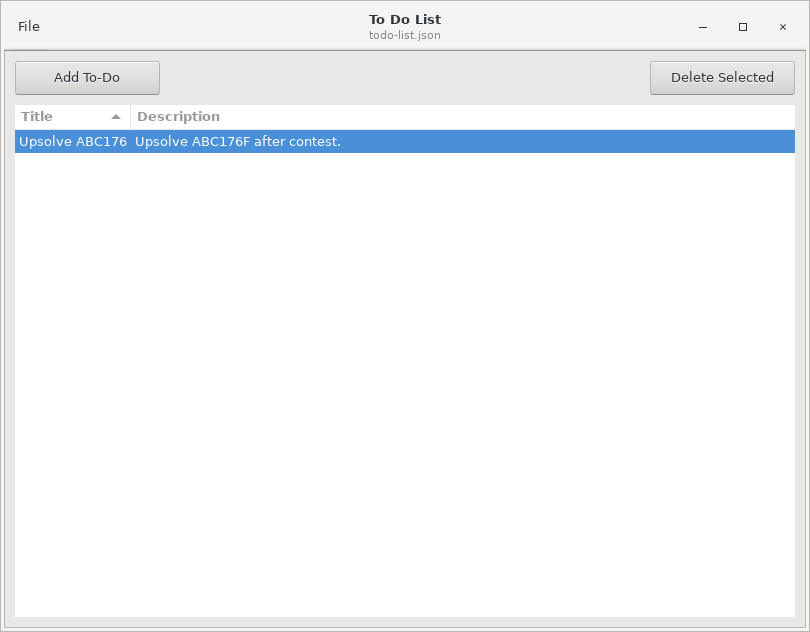 File
To Do List
todo-list.json
Add To-Do
Delete Selected
Title
Description
Upsolve ABC176
Upsolve ABC176F after contest.